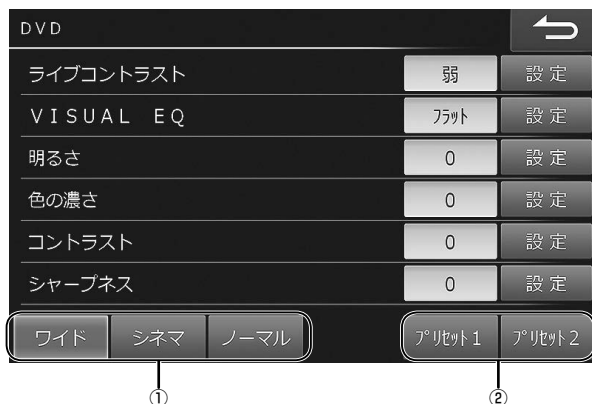 DVD
ライブコントラスト 弱 設定
VISUAL EQ フラット 設定
明るさ 0 設定
色の濃さ 0 設定
コントラスト 0 設定
シャープネス 0 設定
ワイド シネマ ノーマル プリセット1 プリセット2
① ②